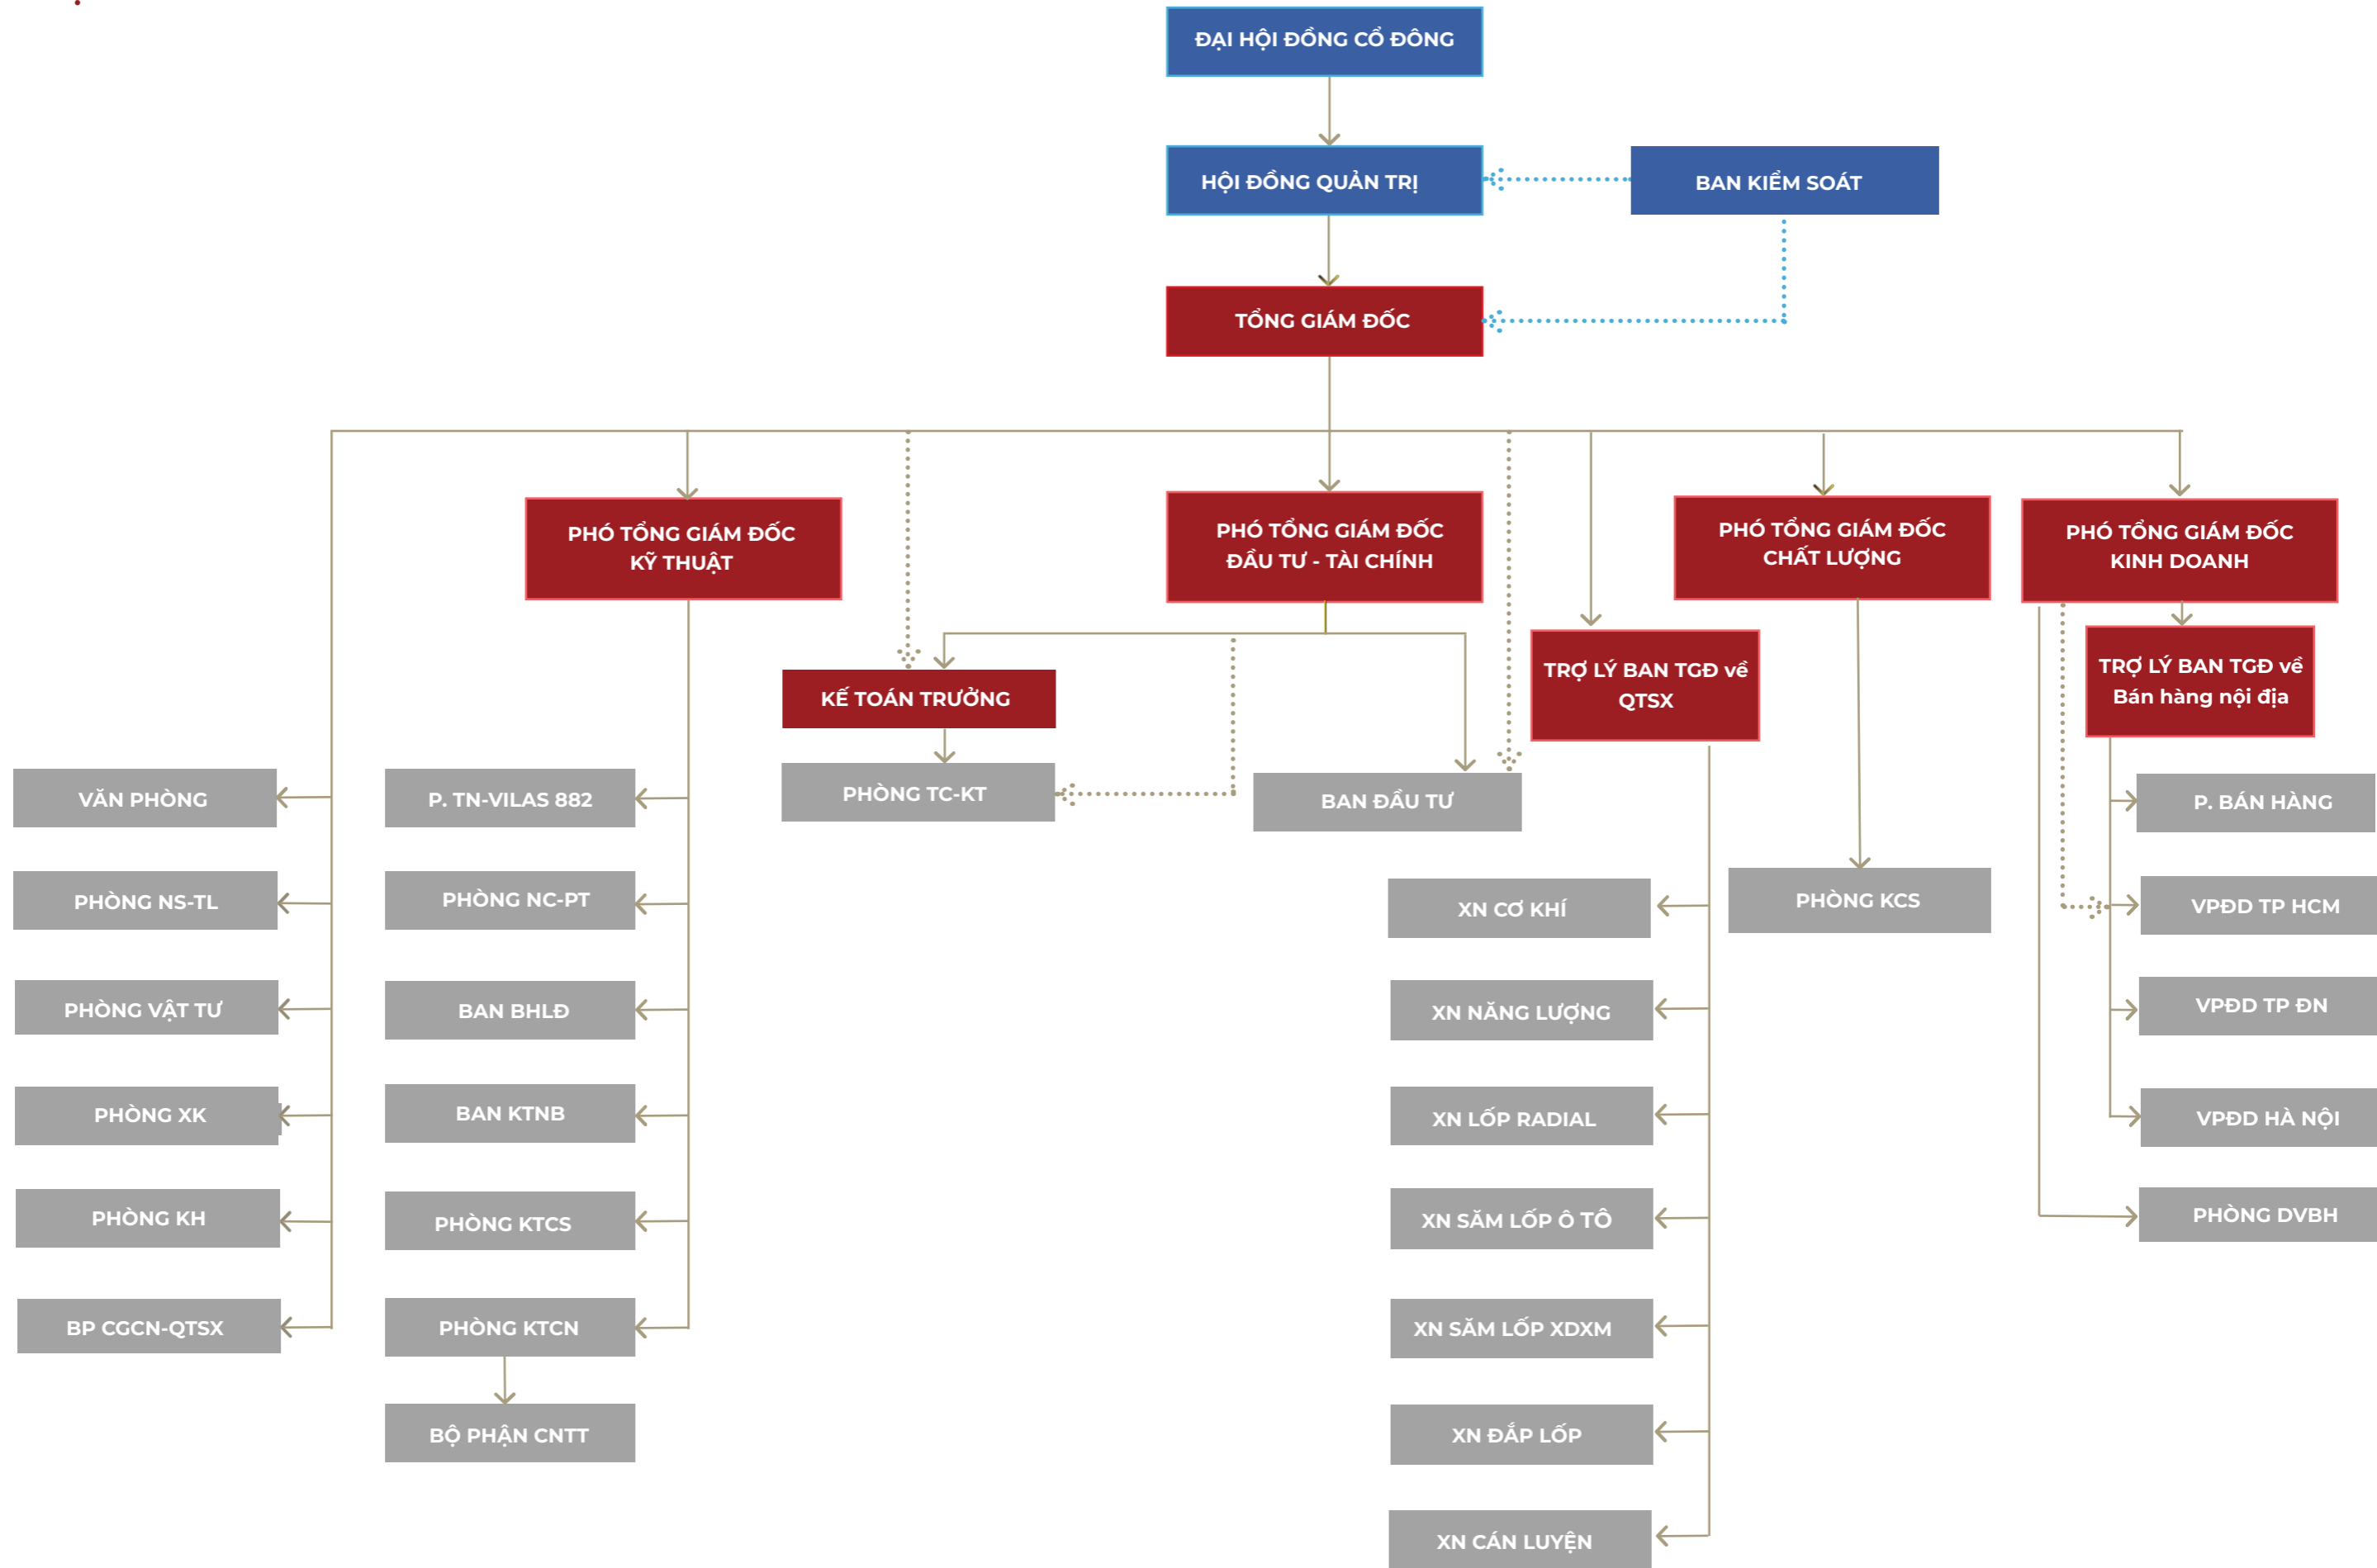 ĐẠI HỘI ĐỒNG CỔ ĐÔNG
HỘI ĐỒNG QUẢN TRỊ
BAN KIỂM SOÁT
TỔNG GIÁM ĐỐC
PHÓ TỔNG GIÁM ĐỐC
KỸ THUẬT
PHÓ TỔNG GIÁM ĐỐC
ĐẦU TƯ - TÀI CHÍNH
PHÓ TỔNG GIÁM ĐỐC
CHẤT LƯỢNG
PHÓ TỔNG GIÁM ĐỐC
KINH DOANH
KẾ TOÁN TRƯỞNG
TRỢ LÝ BAN TGĐ về
QTSX
TRỢ LÝ BAN TGĐ về
Bán hàng nội địa
VĂN PHÒNG
PHÒNG NS-TL
PHÒNG VẬT TƯ
PHÒNG XK
PHÒNG KH
BP CGCN-QTSX
P. TN-VILAS 882
PHÒNG NC-PT
BAN BHLĐ
BAN KTNB
PHÒNG KTCS
PHÒNG KTCN
BỘ PHẬN CNTT
PHÒNG TC-KT
BAN ĐẦU TƯ
XN CƠ KHÍ
XN NĂNG LƯỢNG
XN LỐP RADIAL
XN SĂM LỐP Ô TÔ
XN SĂM LỐP XDXM
XN ĐẮP LỐP
XN CÁN LUYỆN
PHÒNG KCS
P. BÁN HÀNG
VPĐD TP HCM
VPĐD TP ĐN
VPĐD HÀ NỘI
PHÒNG DVBH